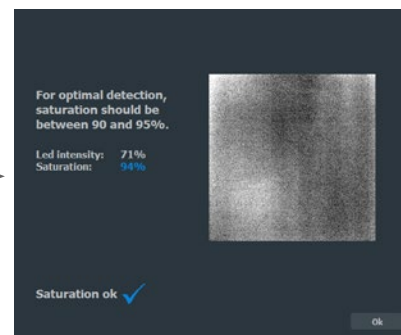 For optimal detection,
saturation should be
between 90 and 95%.
Led intensity: 71%
Saturation: 94%
Saturation ok
Ok